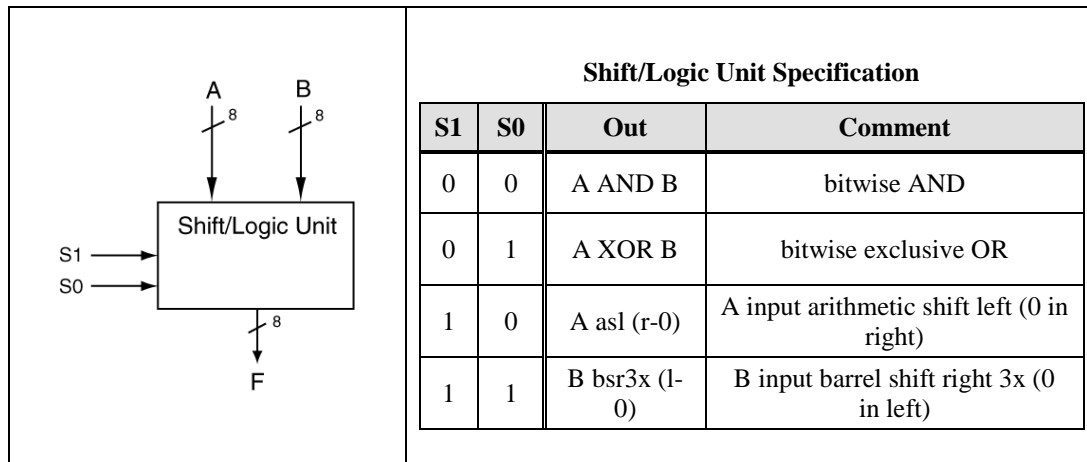 A
B
8
8
Shift/Logic Unit
S1
S0
8
F
Shift/Logic Unit Specification
S1 S0 Out Comment
0 0 A AND B bitwise AND
0 1 A XOR B bitwise exclusive OR
1 0 A asl (r-0) A input arithmetic shift left (0 in
right)
1 1 B bsr3x (l-
0) B input barrel shift right 3x (0
in left)